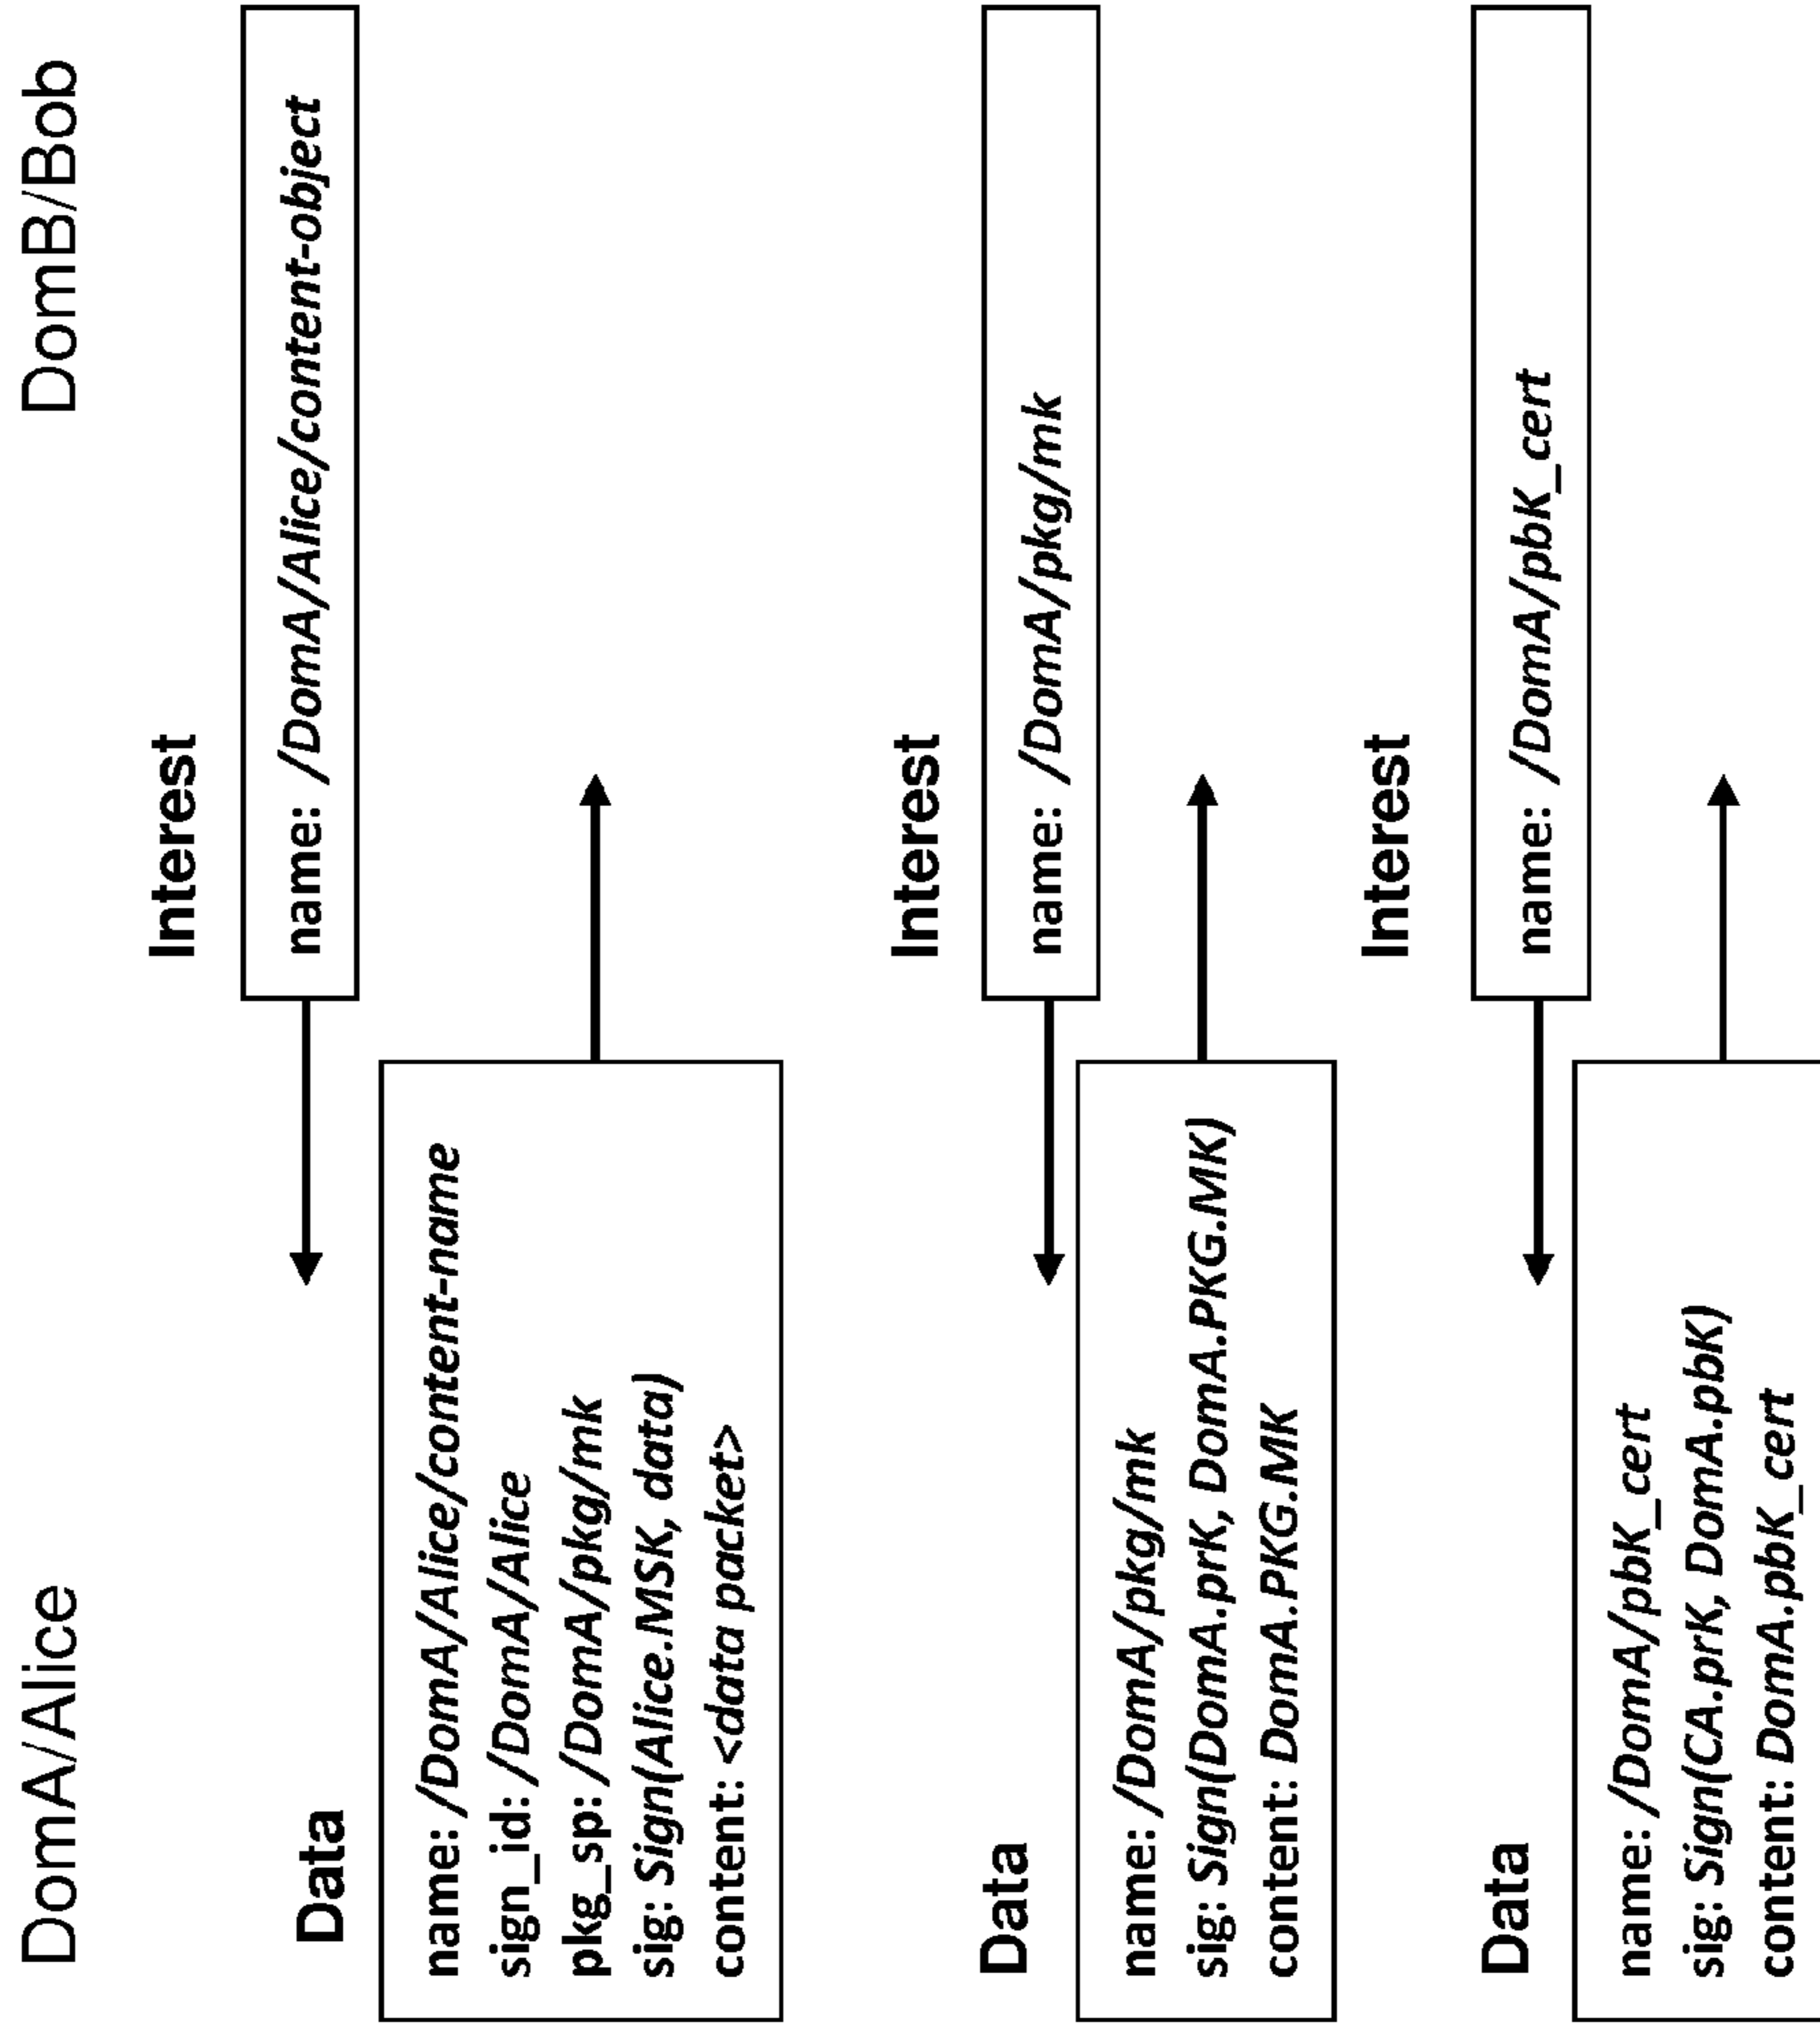 DomA/Alice
DomB/Bob
Interest
name: /DomA/Alice/content-object
Data
name: /DomA/Alice/content-name
sign_id: /DomA/Alice
pkg_sp: /DomA/pkg/mk
sig: Sign(Alice.MSK, data)
content: <data packet>
Interest
name: /DomA/pkg/mk
Data
name: /DomA/pkg/mk
sig: Sign(DomA.prK, DomA.PKG.MK)
content: DomA.PKG.MK
Interest
name: /DomA/pbK_cert
Data
name: /DomA/pbK_cert
sig: Sign(CA.prK, DomA.pbK)
content: DomA.pbK_cert